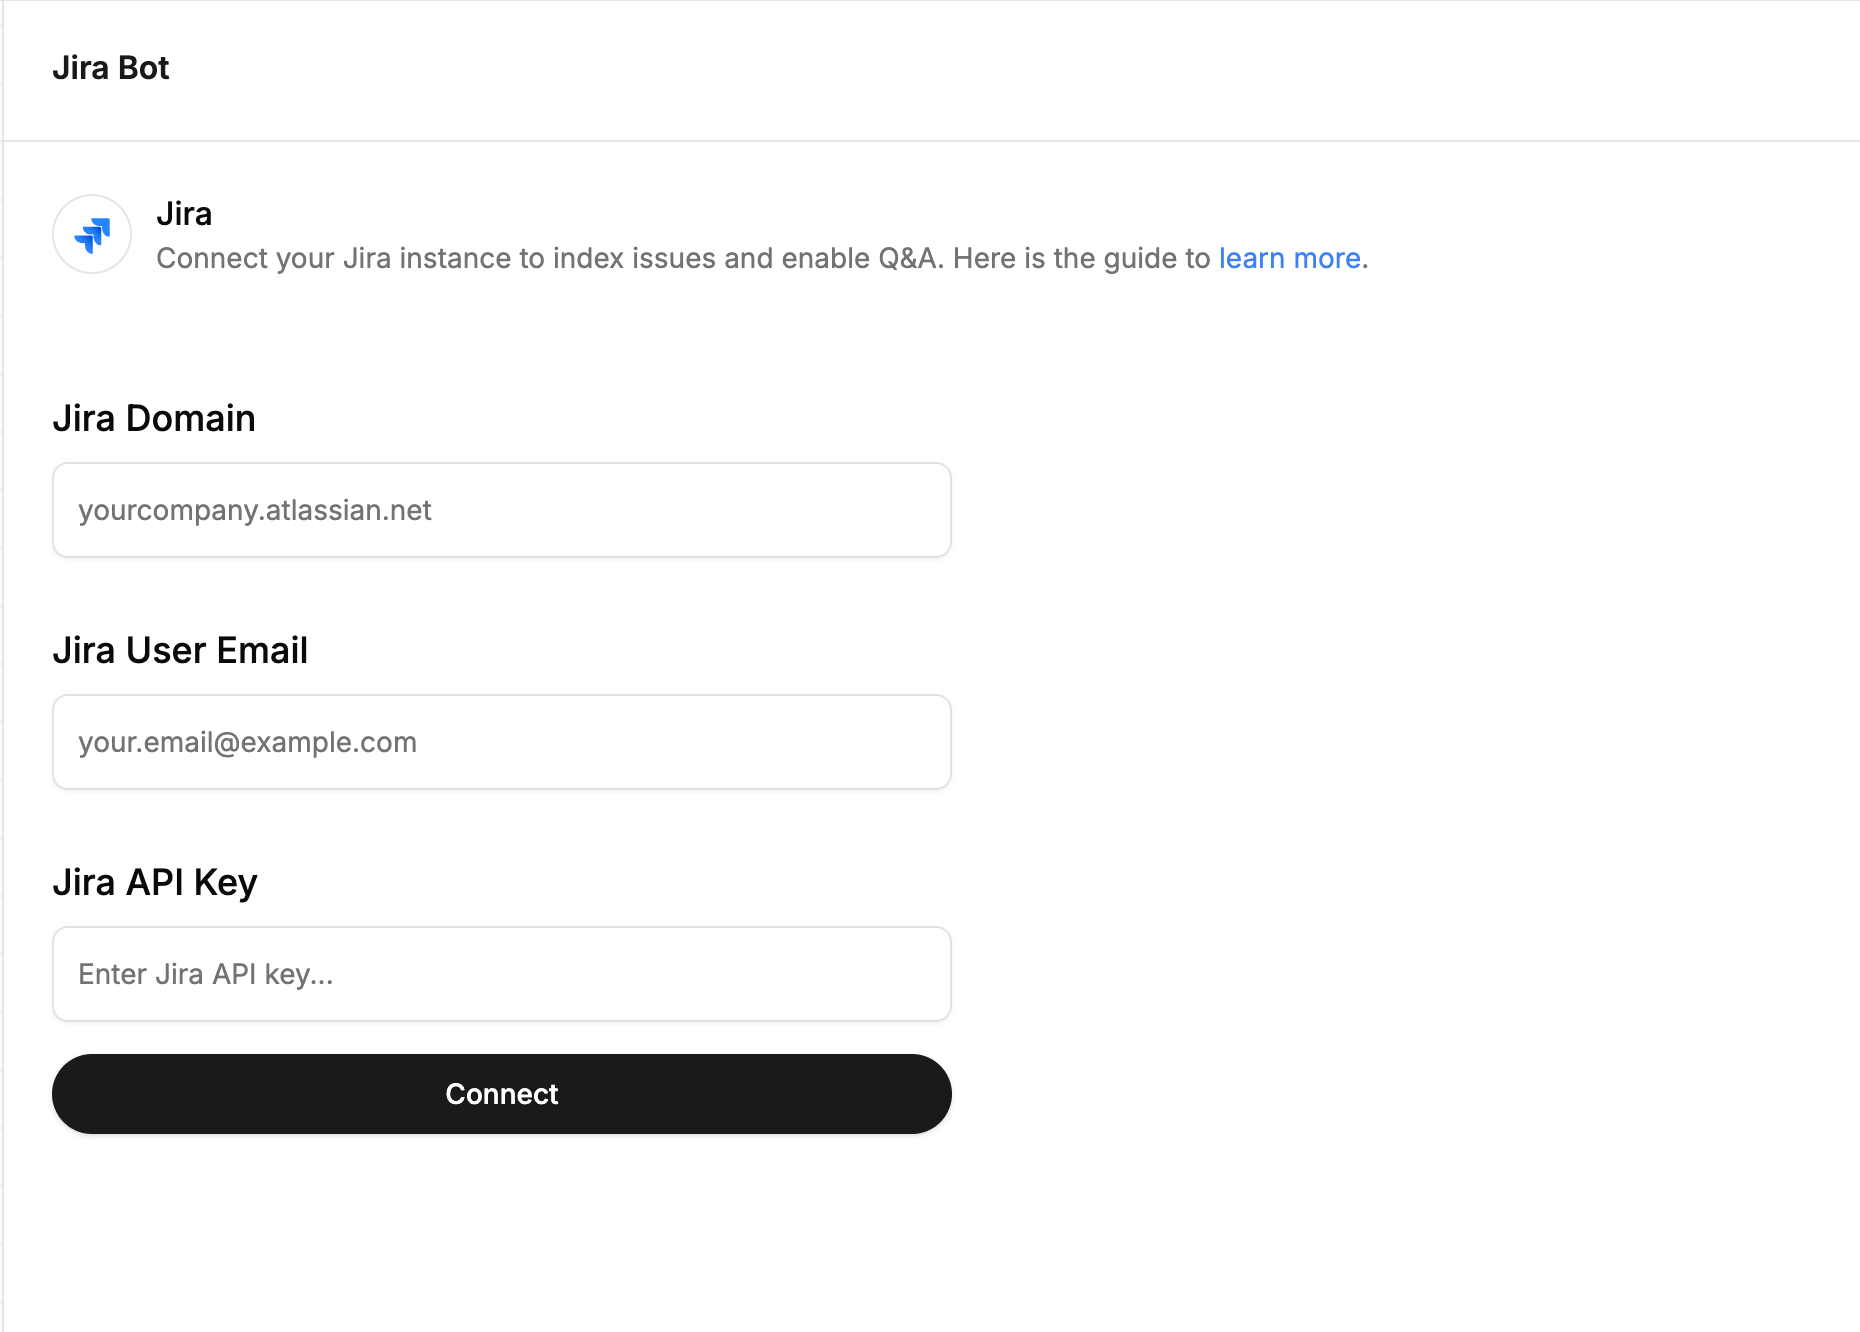 Jira Bot
Jira
Connect your Jira instance to index issues and enable Q&A. Here is the guide to learn more.
Jira Domain
yourcompany.atlassian.net
Jira User Email
your.email@example.com
Jira API Key
Enter Jira API key...
Connect